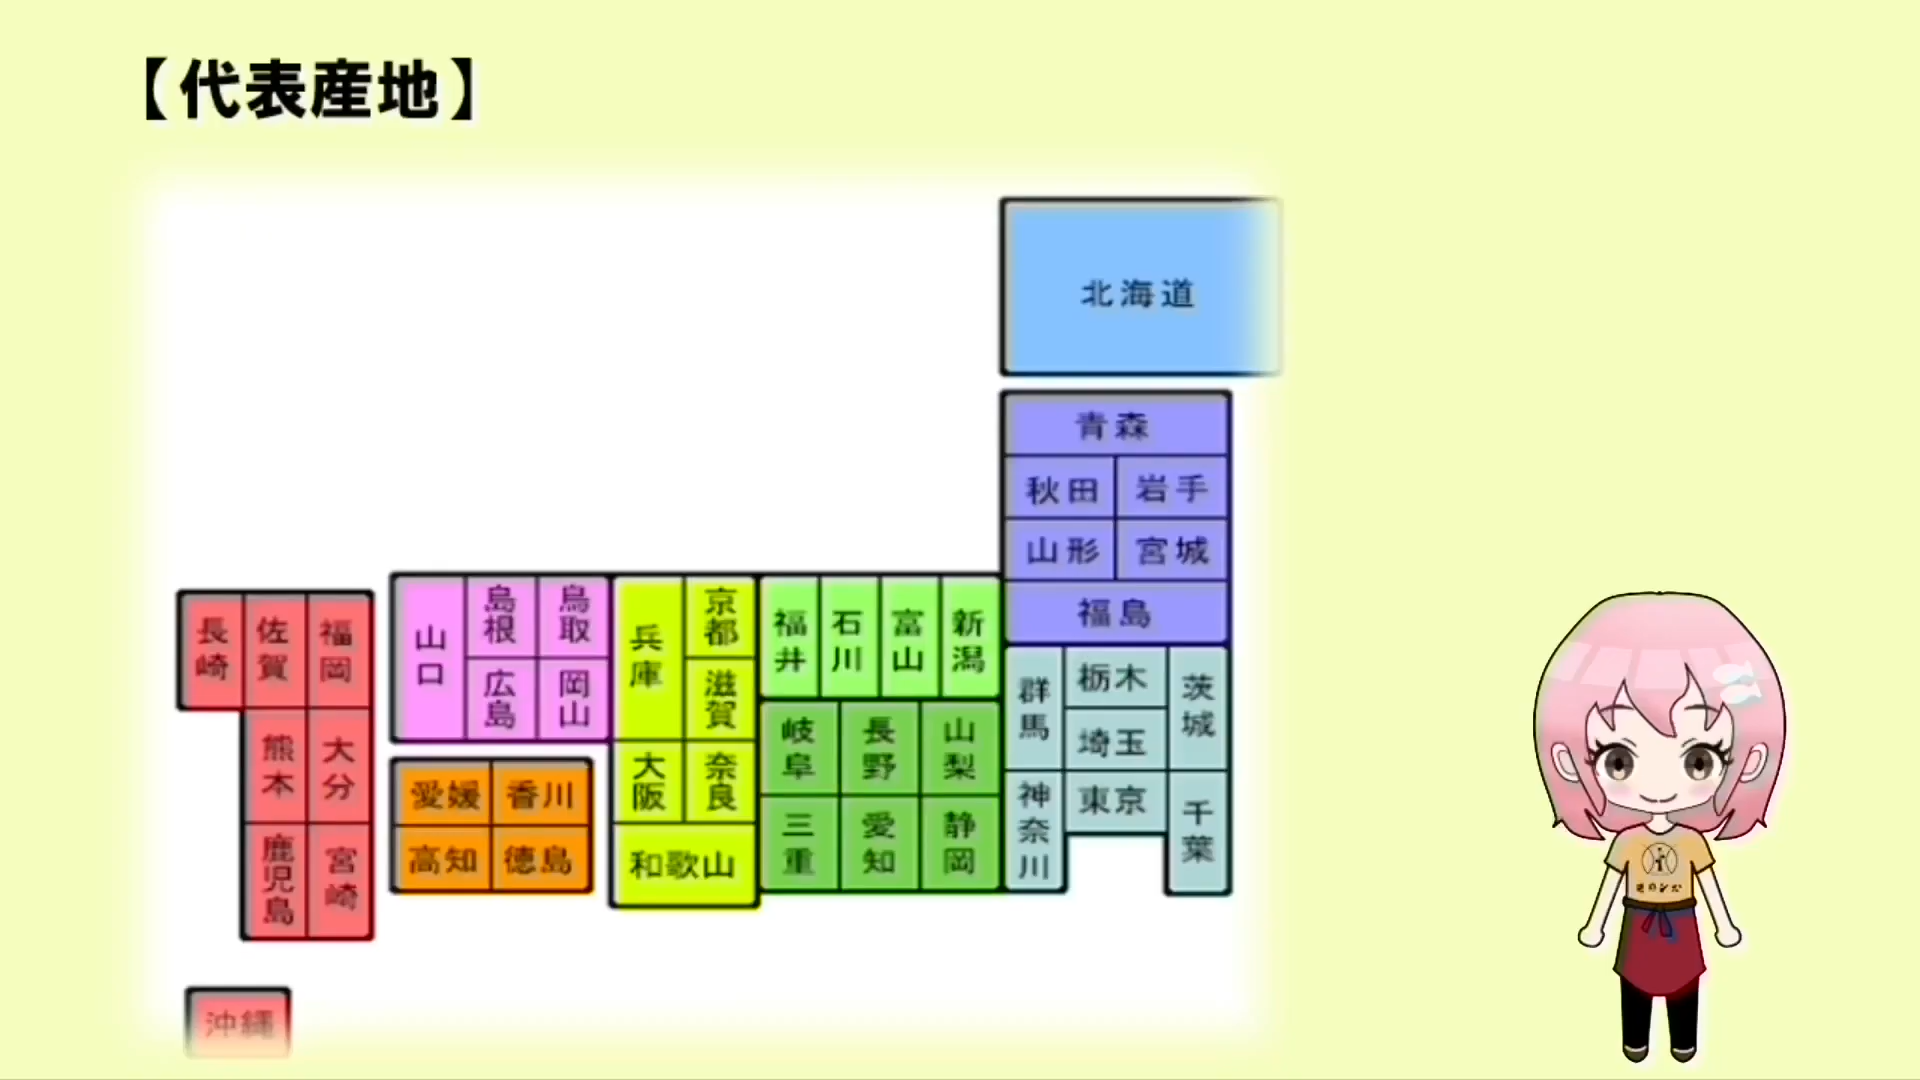 【代表産地】
北海道
青森
秋田
岩手
山形
宮城
福島
長崎
佐賀
福岡
山口
島根
鳥取
兵庫
京都
福井
石川
富山
新潟
広島
岡山
滋賀
群馬
栃木
茨城
熊本
大分
大阪
奈良
岐阜
長野
山梨
埼玉
愛媛
香川
神奈川
東京
千葉
高知
徳島
和歌山
三重
愛知
静岡
鹿児島
宮崎
沖縄